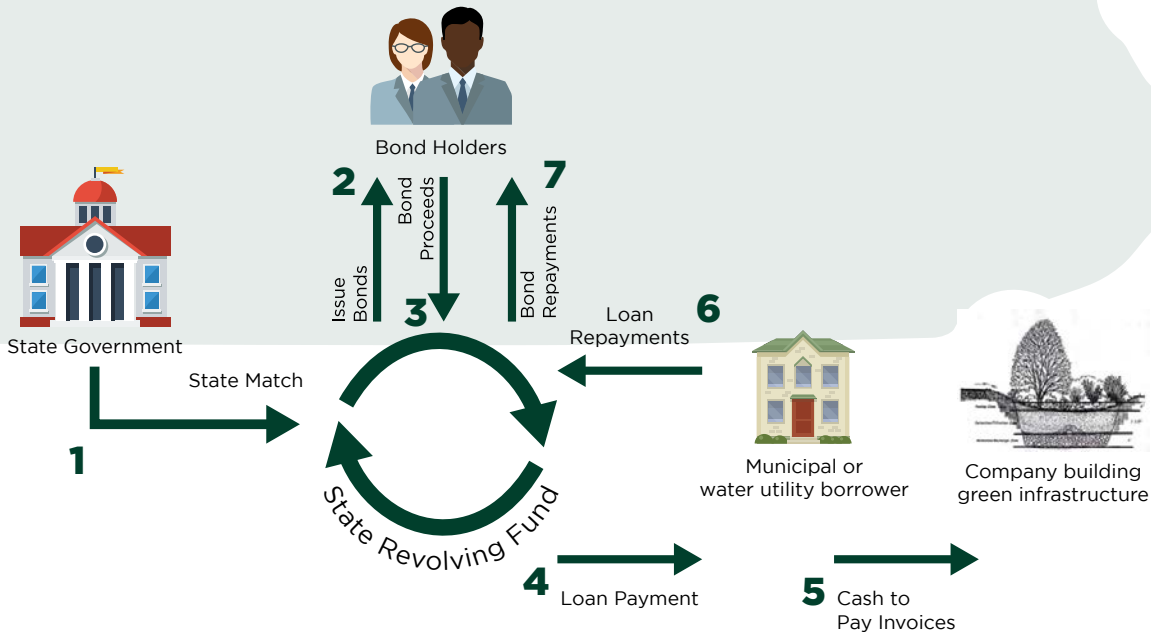 Bond Holders
2
7
Issue
Bonds
Bond
Proceeds
Bond
Repayments
3
State Government
State Match
1
Loan
Repayments
6
State Revolving Fund
Municipal or
water utility borrower
Company building
green infrastructure
4
Loan Payment
5
Cash to
Pay Invoices